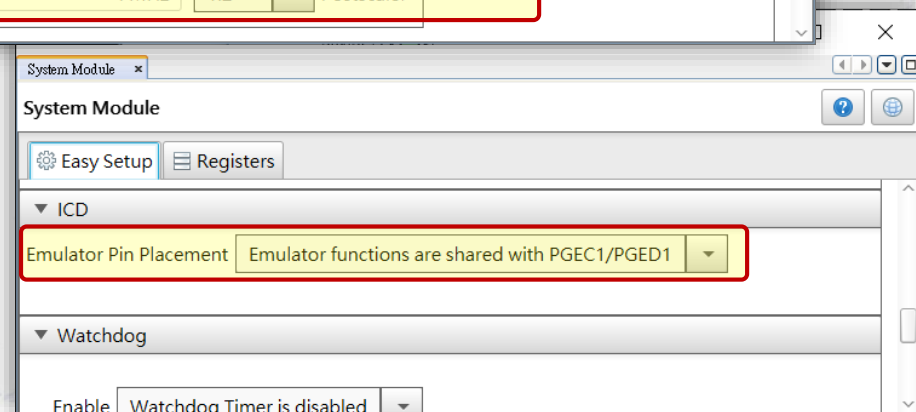 System Module ×
System Module
Easy Setup
Registers
ICD
Emulator Pin Placement
Emulator functions are shared with PGEC1/PGED1
Watchdog
Enable
Watchdog Timer is disabled